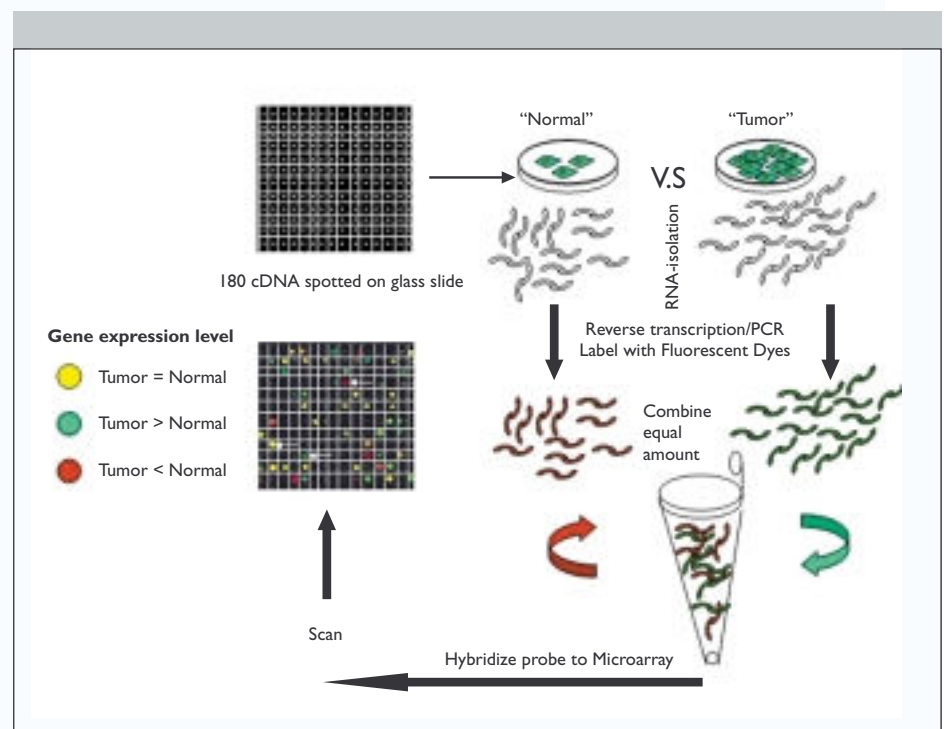 “Normal”
“Tumor”
V.S
RNA-isolation
180 cDNA spotted on glass slide
Reverse transcription/PCR
Label with Fluorescent Dyes
Gene expression level
Tumor = Normal
Tumor > Normal
Tumor < Normal
Combine
equal
amount
Scan
Hybridize probe to Microarray